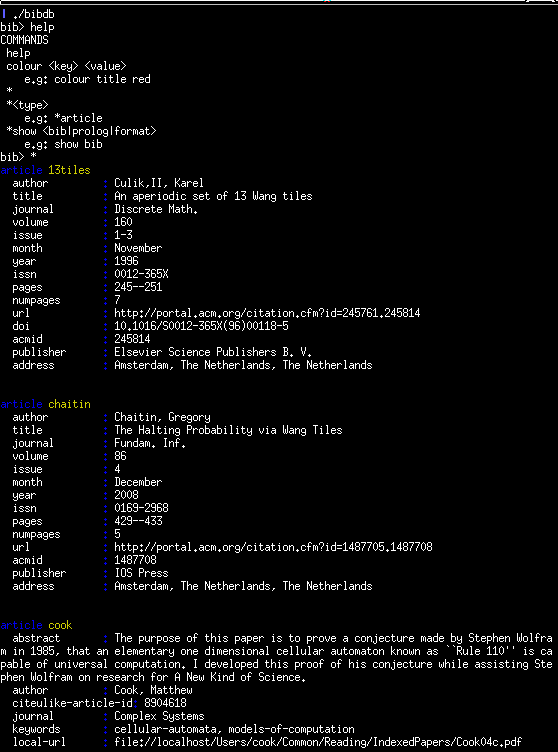 | ./bibdb
bib> help
COMMANDS
help
colour <key> <value>
e.g: colour title red
*
*<type>
e.g: *article
*show <bib|prolog|format>
e.g: show bib
bib> *
article 13tiles
author : Culik,II, Karel
title : An aperiodic set of 13 Wang tiles
journal : Discrete Math.
volume : 160
issue : 1-3
month : November
year : 1996
issn : 0012-365X
pages : 245--251
numpages : 7
url : http://portal.acm.org/citation.cfm?id=245761.245814
doi : 10.1016/S0012-365X(96)00118-5
acmid : 245814
publisher : Elsevier Science Publishers B. V.
address : Amsterdam, The Netherlands, The Netherlands
article chaitin
author : Chaitin, Gregory
title : The Halting Probability via Wang Tiles
journal : Fundam. Inf.
volume : 86
issue : 4
month : December
year : 2008
issn : 0169-2968
pages : 429--433
numpages : 5
url : http://portal.acm.org/citation.cfm?id=1487705.1487708
acmid : 1487708
publisher : IOS Press
address : Amsterdam, The Netherlands, The Netherlands
article cook
abstract : The purpose of this paper is to prove a conjecture made by Stephen Wolfra
m in 1985, that an elementary one dimensional cellular automaton known as ``Rule 110'' is ca
pable of universal computation. I developed this proof of his conjecture while assisting Ste
phen Wolfram on research for A New Kind of Science.
author : Cook, Matthew
citeulike-article-id: 8904618
journal : Complex Systems
keywords : cellular-automata, models-of-computation
local-url : file://localhost/Users/cook/Common/Reading/IndexedPapers/Cook04c.pdf